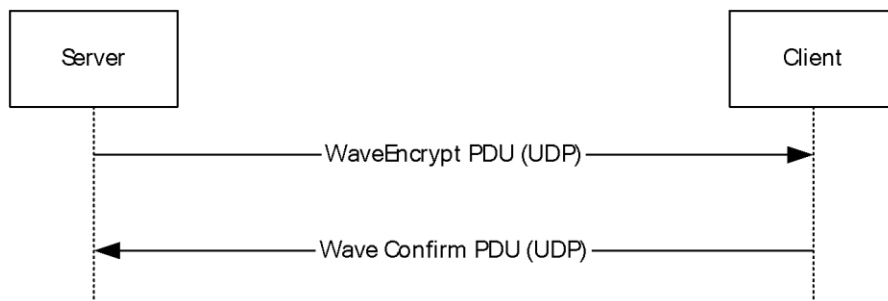 Server
Client
WaveEncrypt PDU (UDP)
Wave Confirm PDU (UDP)